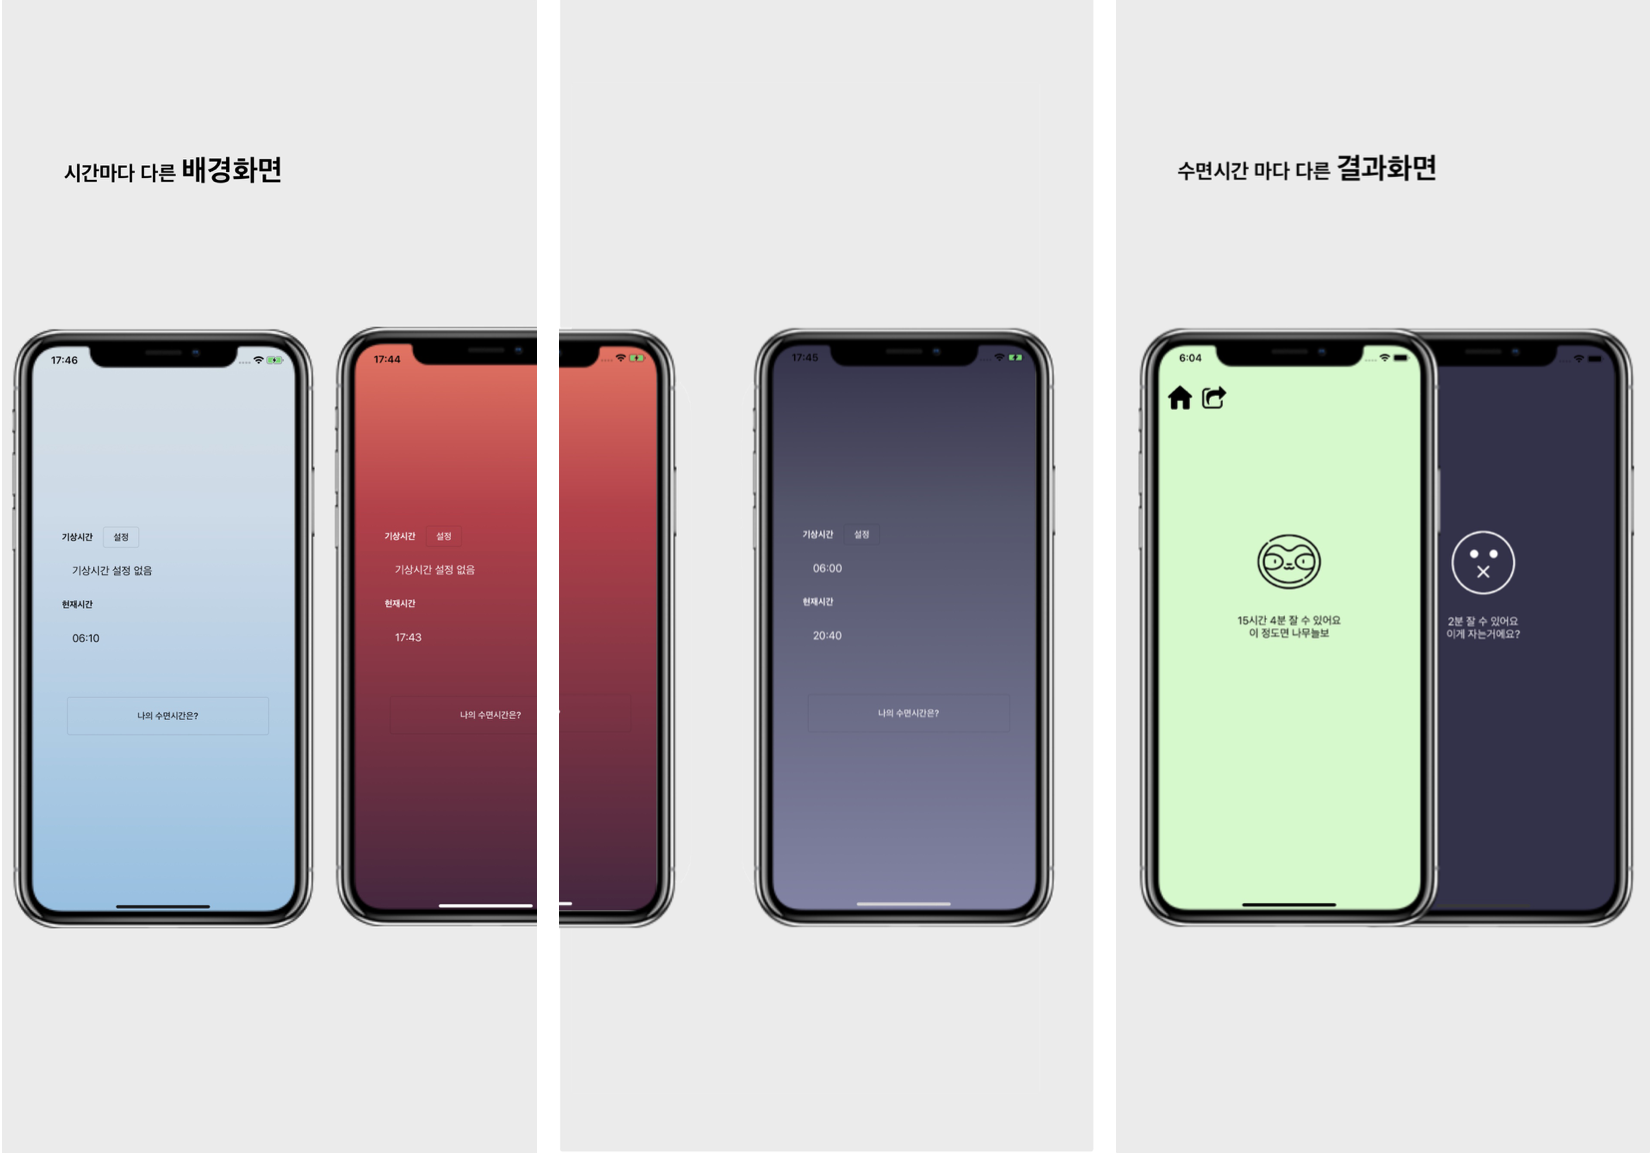 시간마다 다른 배경화면
17:46
기상시간 설정
기상시간 설정 없음
현재시간
06:10
나의 수면시간은?
17:44
기상시간 설정
기상시간 설정 없음
현재시간
17:43
나의 수면시간은?
17:45
기상시간 설정
06:00
현재시간
20:40
나의 수면시간은?
수면시간 마다 다른 결과화면
6:04
15시간 4분 잘 수 있어요
이 정도면 나무늘보
2분 잘 수 있어요
이게 자는거에요?